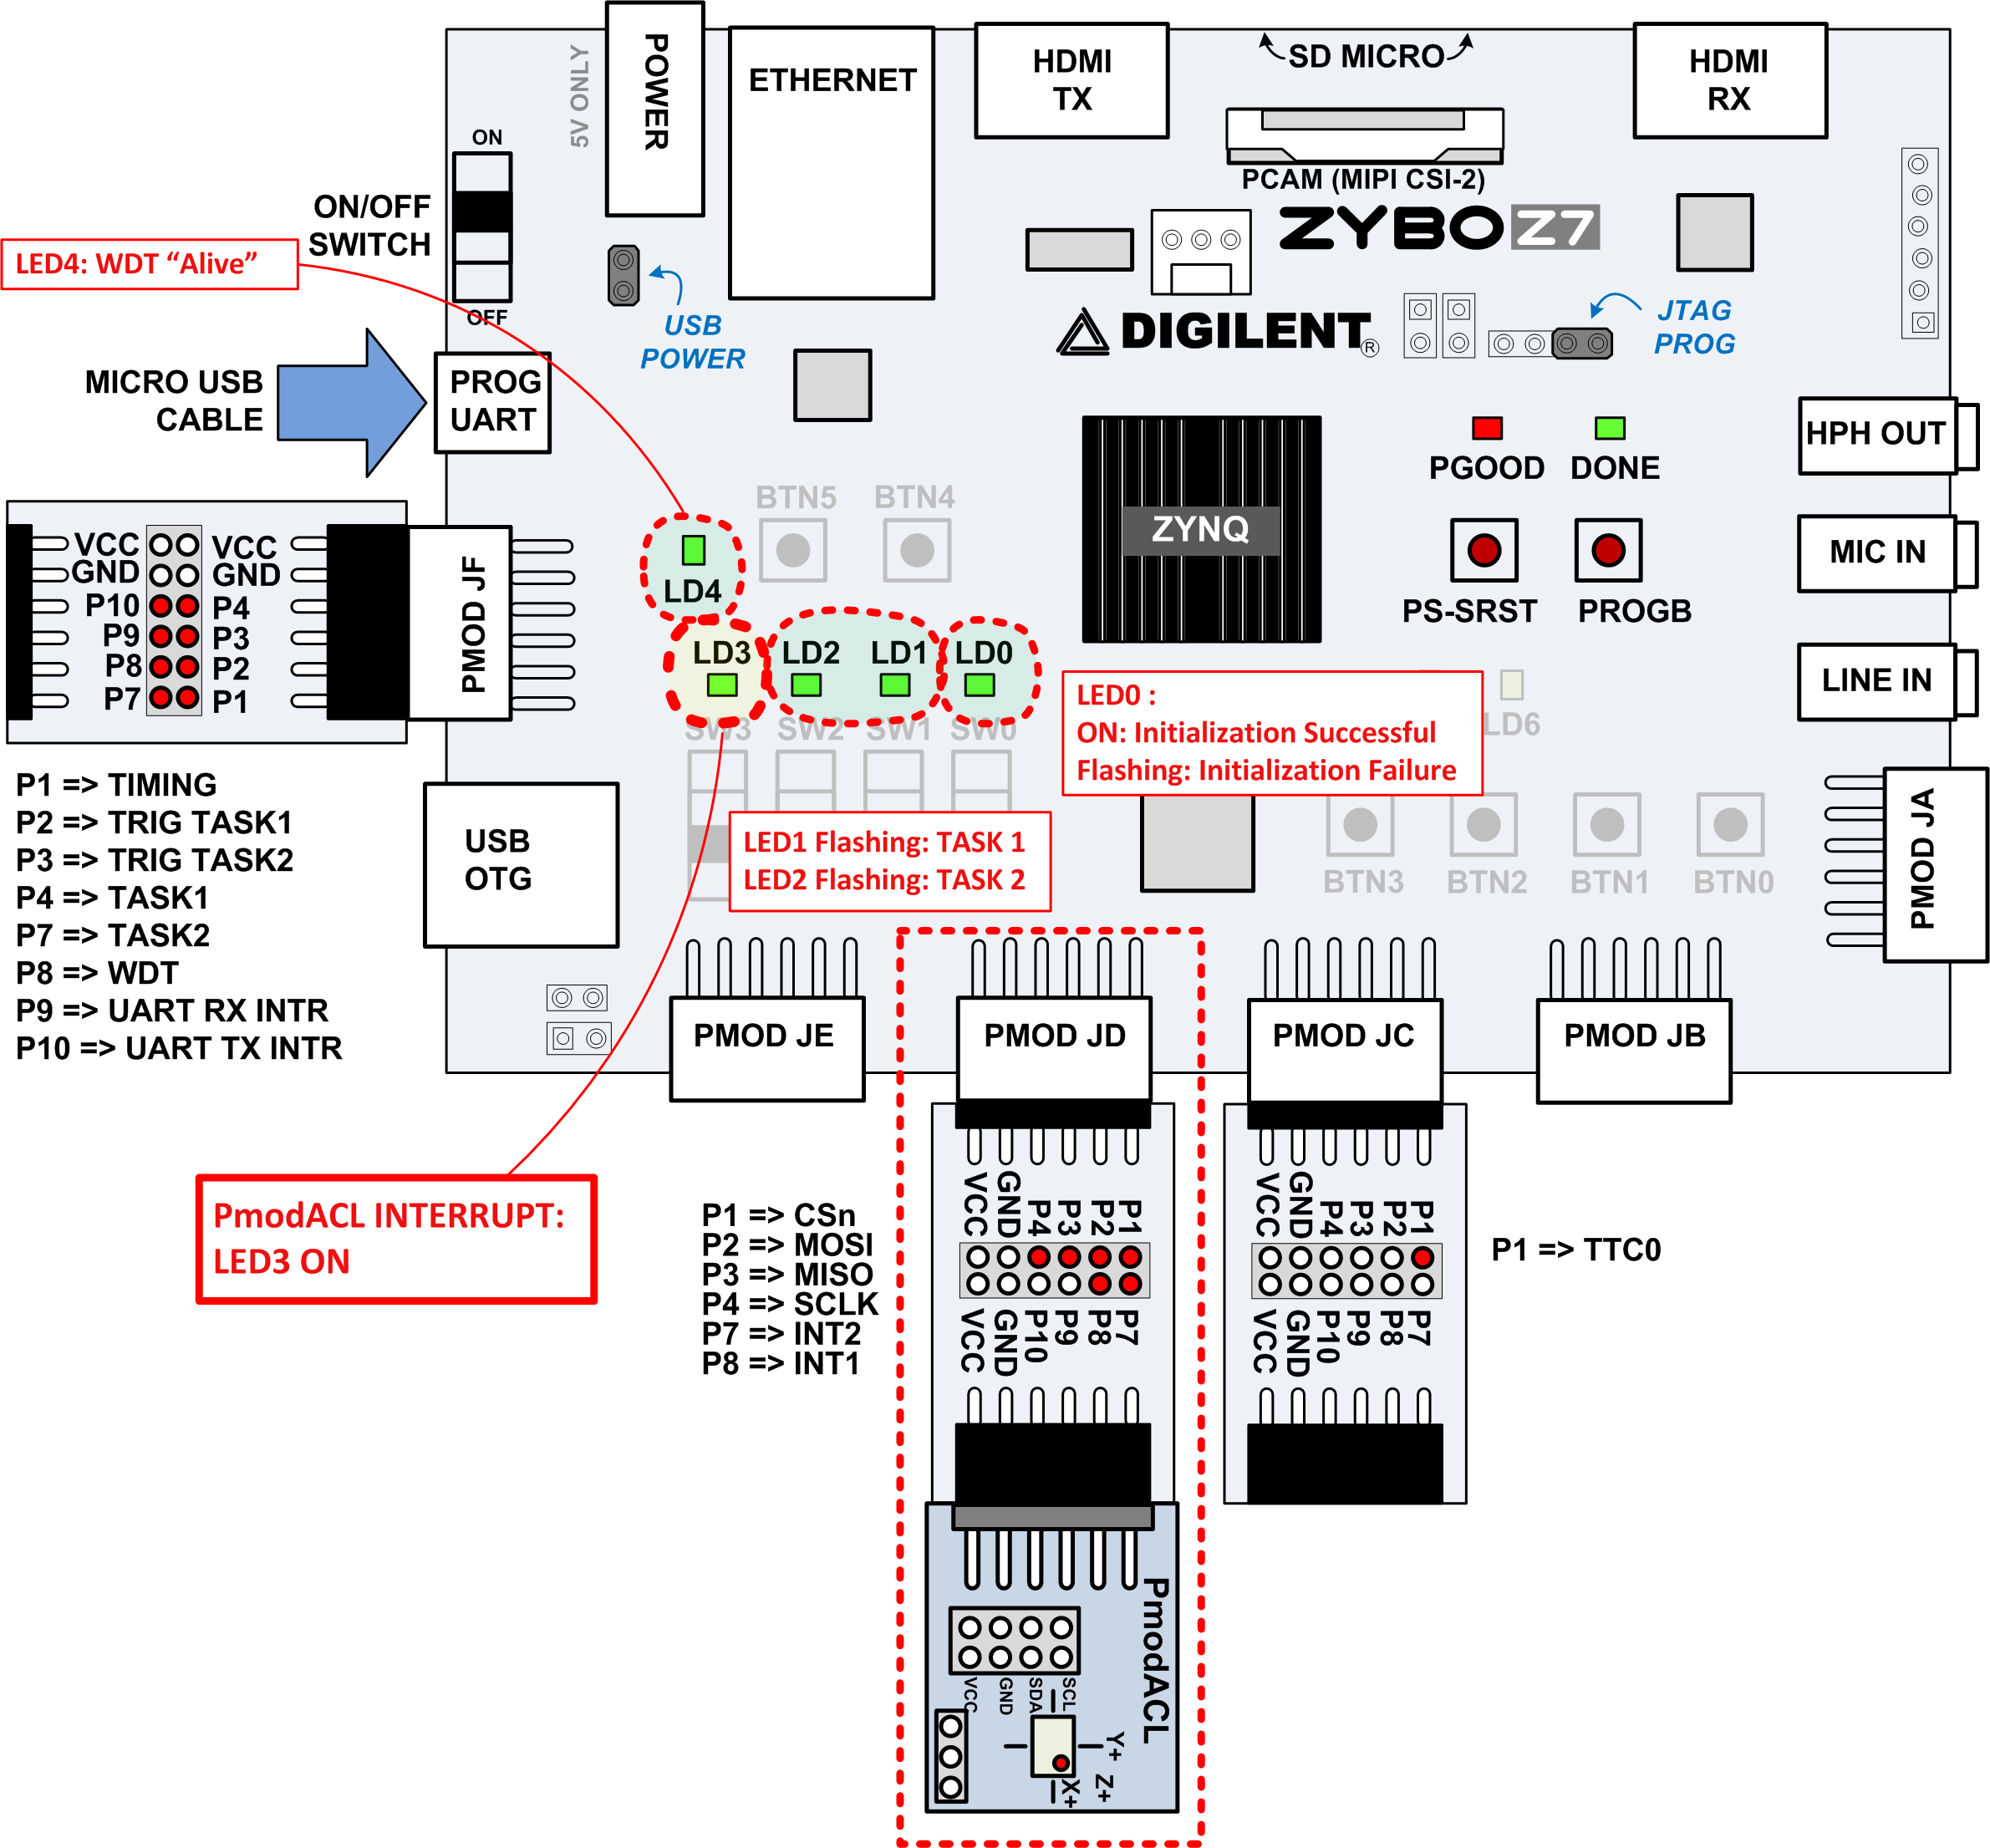 5V ONLY
POWER
ETHERNET
HDMI
TX
SD MICRO
HDMI
RX
PCAM (MIPI CSI-2)
ON
ON/OFF
SWITCH
OFF
LED4: WDT “Alive”
USB
POWER
ZYBO Z7
DIGILENT®
JTAG
PROG
MICRO USB
CABLE
PROG
UART
PGOOD
DONE
HPH OUT
BTN5
BTN4
ZYNQ
PS-SRST
PROGB
MIC IN
VCC
VCC
GND
GND
P10
P4
P9
P3
P8
P2
P7
P1
PMOD JF
LD4
LD3
LD2
LD1
LD0
LINE IN
LED0 :
ON: Initialization Successful
Flashing: Initialization Failure
LD6
SW3
SW2
SW1
SW0
P1 => TIMING
P2 => TRIG TASK1
P3 => TRIG TASK2
P4 => TASK1
P7 => TASK2
P8 => WDT
P9 => UART RX INTR
P10 => UART TX INTR
USB
OTG
LED1 Flashing: TASK 1
LED2 Flashing: TASK 2
BTN3
BTN2
BTN1
BTN0
PMOD JA
PMOD JE
PMOD JD
PMOD JC
PMOD JB
PmodACL INTERRUPT:
LED3 ON
P1 => CSn
P2 => MOSI
P3 => MISO
P4 => SCLK
P7 => INT2
P8 => INT1
VCC
GND
P4
P3
P2
P1
VCC
GND
P10
P9
P8
P7
VCC
GND
P4
P3
P2
P1
VCC
GND
P10
P9
P8
P7
P1 => TTC0
PmodACL
VCC
GND
SDA
SCL
Y+
X+
Z+